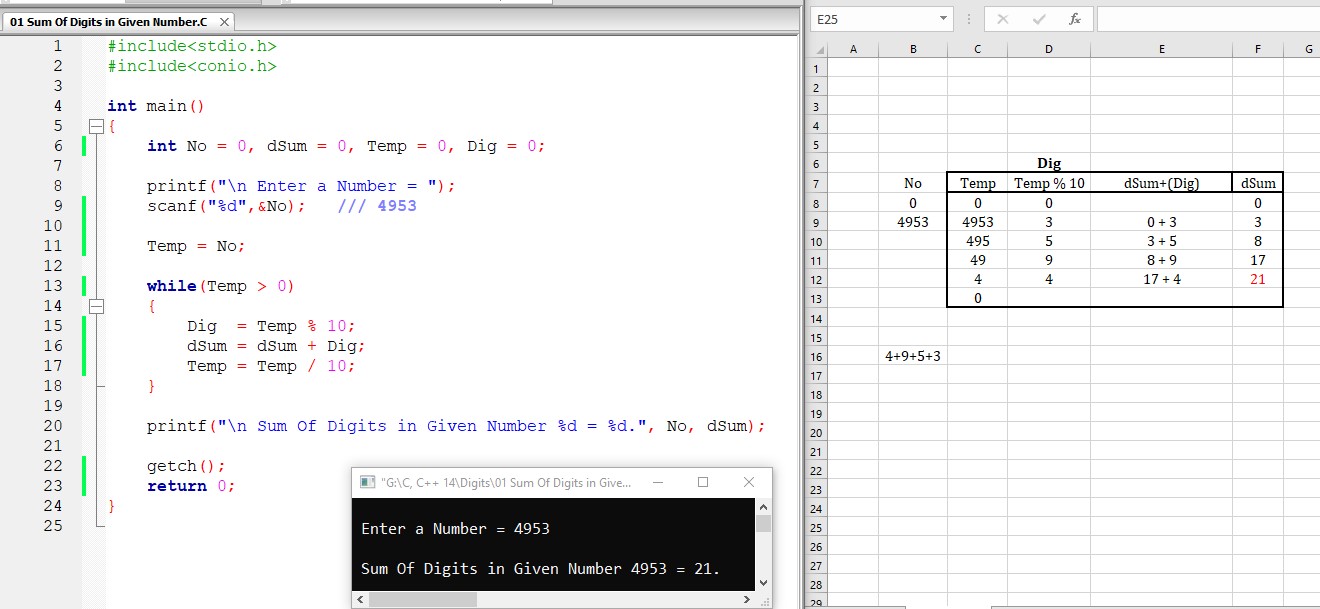 01 Sum Of Digits in Given Number.C
1 #include<stdio.h>
2 #include<conio.h>
3
4 int main()
5 {
6 int No = 0, dSum = 0, Temp = 0, Dig = 0;
7
8 printf("\n Enter a Number = ");
9 scanf("%d",&No); /// 4953
10
11 Temp = No;
12
13 while(Temp > 0)
14 {
15 Dig = Temp % 10;
16 dSum = dSum + Dig;
17 Temp = Temp / 10;
18 }
19
20 printf("\n Sum Of Digits in Given Number %d = %d.", No, dSum);
21
22 getch();
23 return 0;
24 }
25
"G:\C, C++ 14\Digits\01 Sum Of Digits in Give...
Enter a Number = 4953
Sum Of Digits in Given Number 4953 = 21.
E25 fx
A B C D E F G
1
2
3
4
5
6 Dig
7 No Temp Temp % 10 dSum+(Dig) dSum
8 0 0 0 0
9 4953 4953 3 0 + 3 3
10 495 5 3 + 5 8
11 49 9 8 + 9 17
12 4 4 17 + 4 21
13 0
14
15
16 4+9+5+3
17
18
19
20
21
22
23
24
25
26
27
28
29